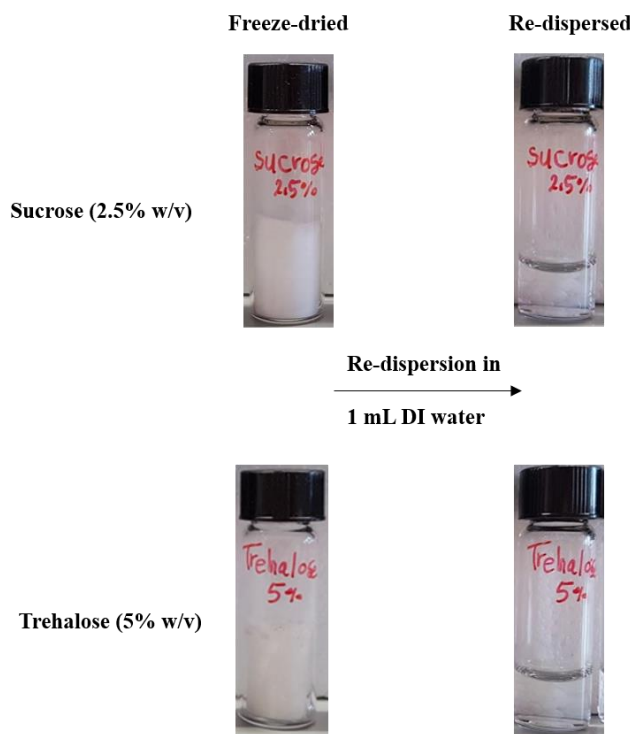 Freeze-dried
Re-dispersed
Sucrose
2.5%
Sucrose
2.5%
Sucrose (2.5% w/v)
Re-dispersion in
1 mL DI water
Trehalose
5%
Trehalose
5%
Trehalose (5% w/v)